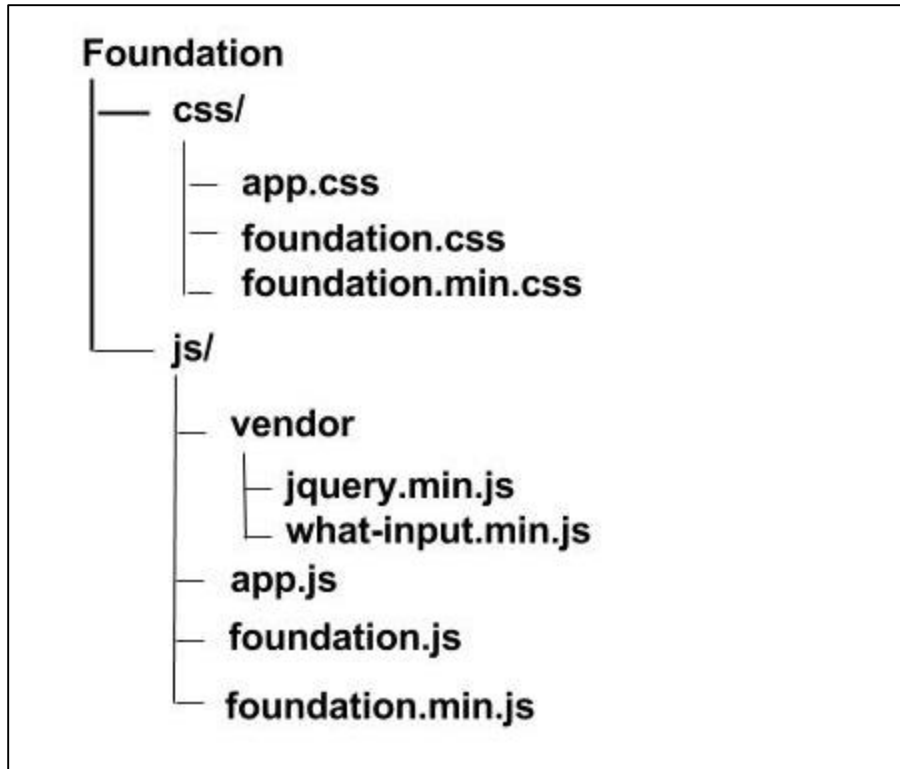 Foundation
css/
app.css
foundation.css
foundation.min.css
js/
vendor
jquery.min.js
what-input.min.js
app.js
foundation.js
foundation.min.js